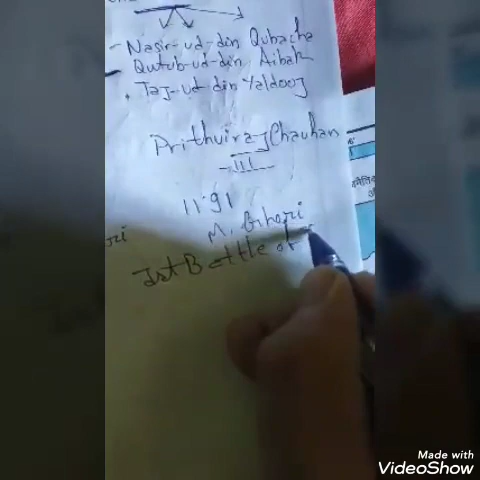 - Nasir-ud-din Qubacha
- Qutub-ud-din Aibak
. Taj-ud din Yaldooj
Prithviraj Chauhan
III
1191
M. Ghori
Ist Battle of
Made with
VideoShow